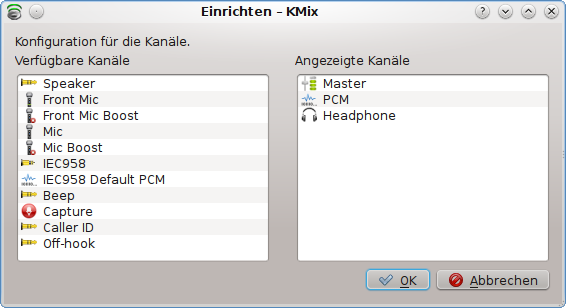 Einrichten – KMix
Konfiguration für die Kanäle.
Verfügbare Kanäle
Speaker
Front Mic
Front Mic Boost
Mic
Mic Boost
IEC958
IEC958 Default PCM
Beep
Capture
Caller ID
Off-hook
Angezeigte Kanäle
Master
PCM
Headphone
OK
Abbrechen